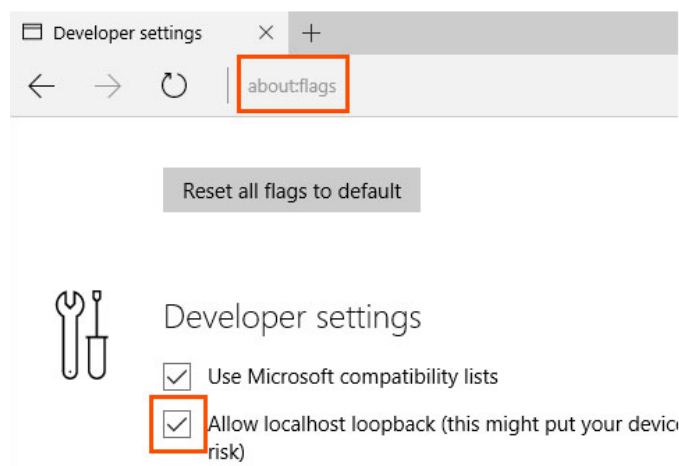 Developer settings
about:flags
Reset all flags to default
Developer settings
Use Microsoft compatibility lists
Allow localhost loopback (this might put your
risk)